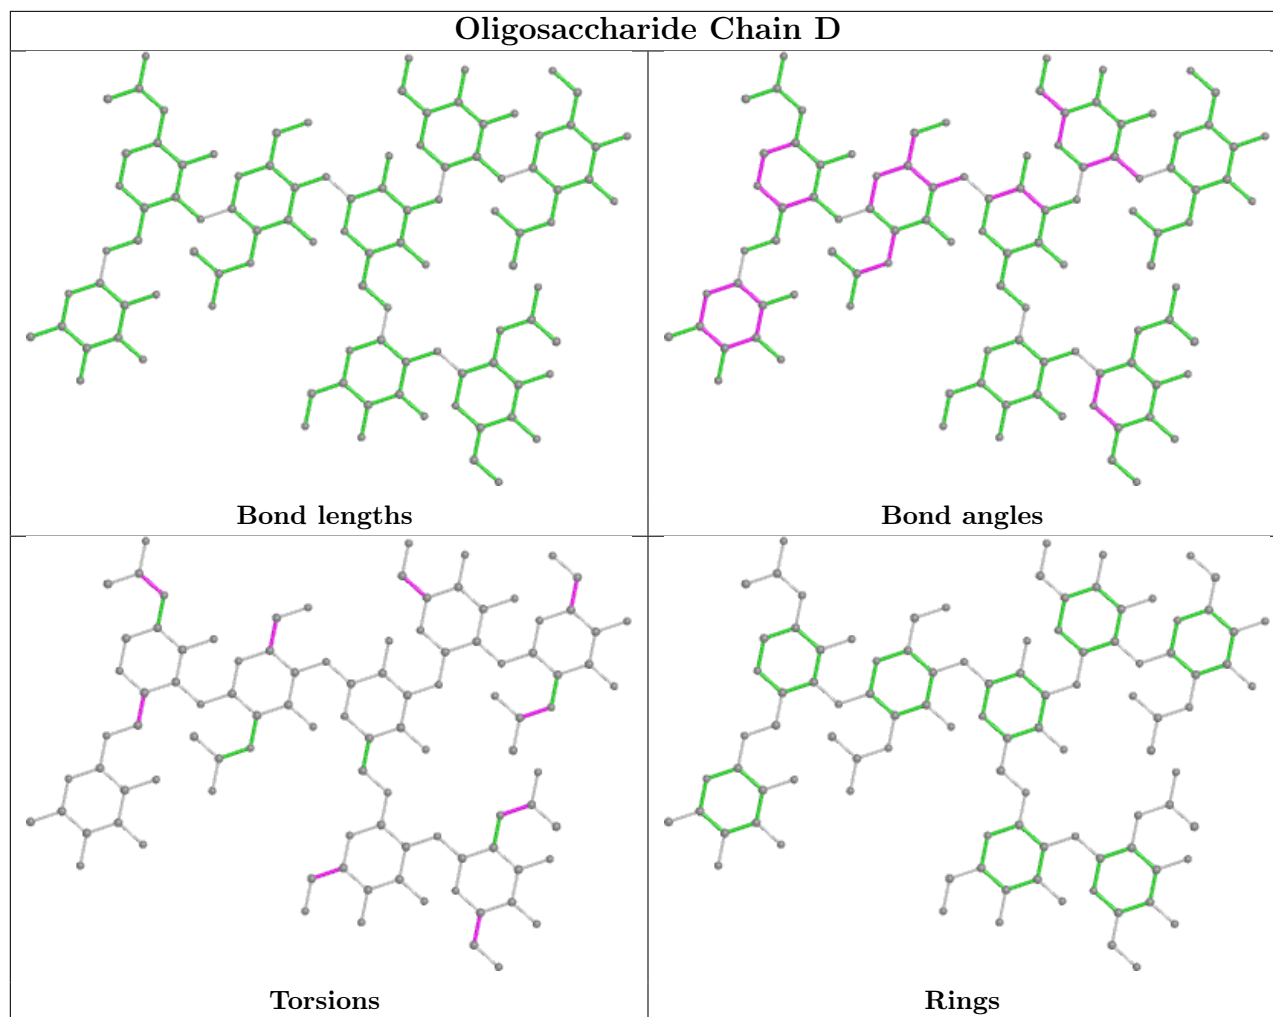 Oligosaccharide Chain D
Bond lengths
Bond angles
Torsions
Rings